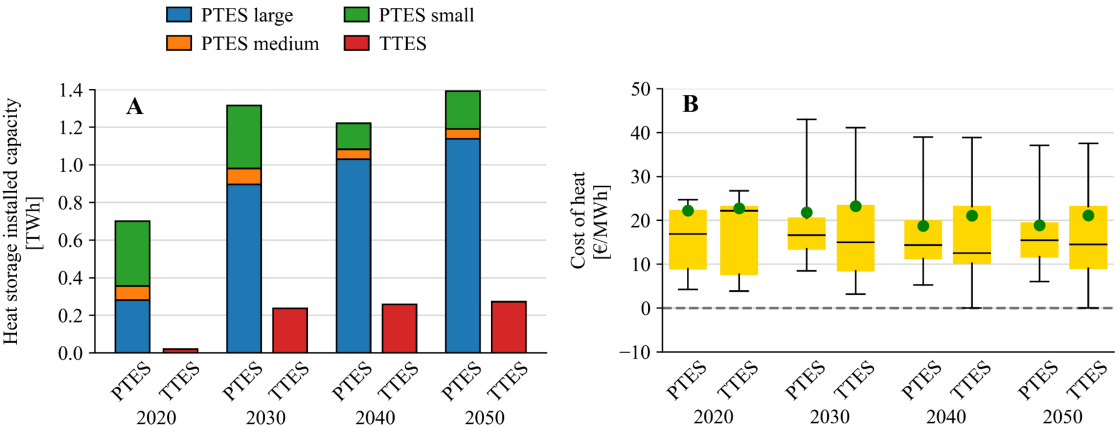 PTES large
PTES small
PTES medium
TTES
A
Heat storage installed capacity
[TWh]
1.4
1.2
1.0
0.8
0.6
0.4
0.2
0.0
PTES TTES PTES TTES PTES TTES PTES TTES
2020 2030 2040 2050
B
Cost of heat
[€/MWh]
50
40
30
20
10
0
−10
PTES TTES PTES TTES PTES TTES PTES TTES
2020 2030 2040 2050